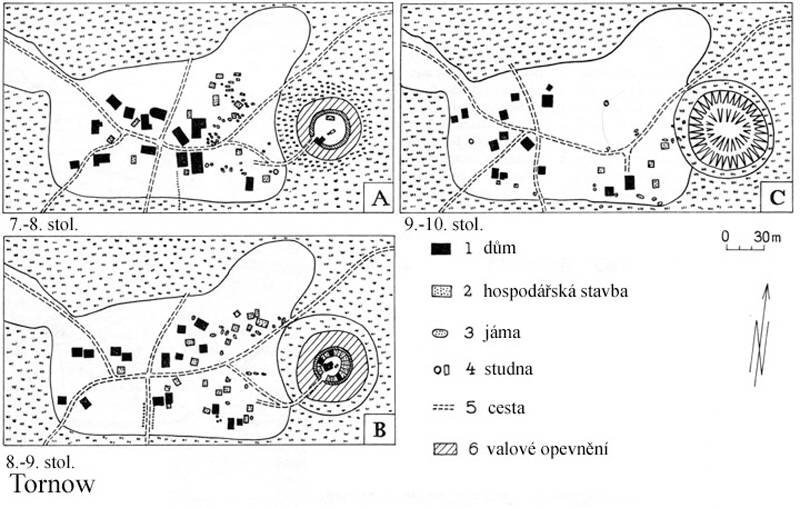 A
7.-8. stol.
C
9.-10. stol.
0 30m
1 dům
2 hospodářská stavba
3 jáma
4 studna
5 cesta
6 valové opevnění
B
8.-9. stol.
Tornow